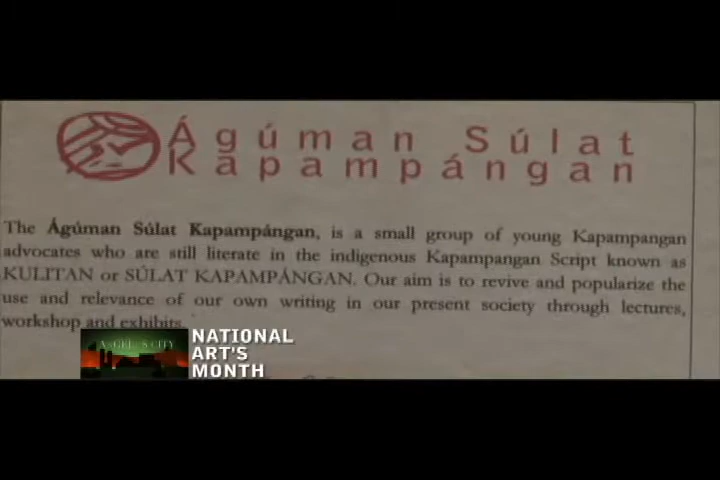 Águman Súlat
Kapampángan
The Águman Súlat Kapampángan, is a small group of young Kapampangan
advocates who are still literate in the indigenous Kapampangan Script known as
KULITAN or SÚLAT KAPAMPÁNGAN. Our aim is to revive and popularize the
use and relevance of our own writing in our present society through lectures,
workshop and exhibits.
NATIONAL
ART'S
MONTH